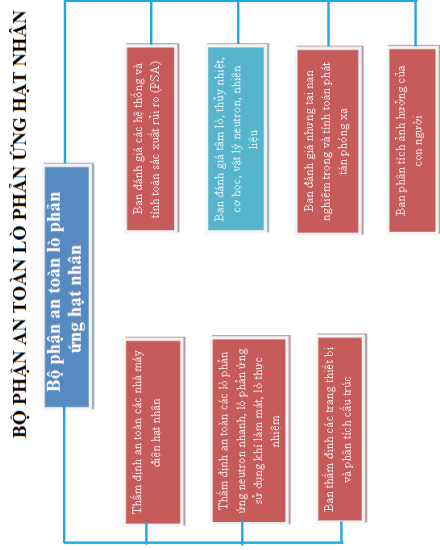 BỘ PHẬN AN TOÀN LÒ PHẢN ỨNG HẠT NHÂN
Bộ phận an toàn lò phản
ứng hạt nhân
Thẩm định an toàn các nhà máy
điện hạt nhân
Thẩm định an toàn các lò phản
ứng neutron nhanh, lò phản ứng
sử dụng khí làm mát, lò thực
nhiệm
Ban thẩm định các trang thiết bị
và phân tích cấu trúc
Ban đánh giá các hệ thống và
tính toán sác xuất rủi ro (PSA)
Ban đánh giá tâm lò, thủy nhiệt,
cơ học, vật lý neutron, nhiên
liệu
Ban đánh giá nhưng tai nạn
nghiêm trọng và tính toán phát
tán phóng xạ
Ban phân tích ảnh hưởng của
con người